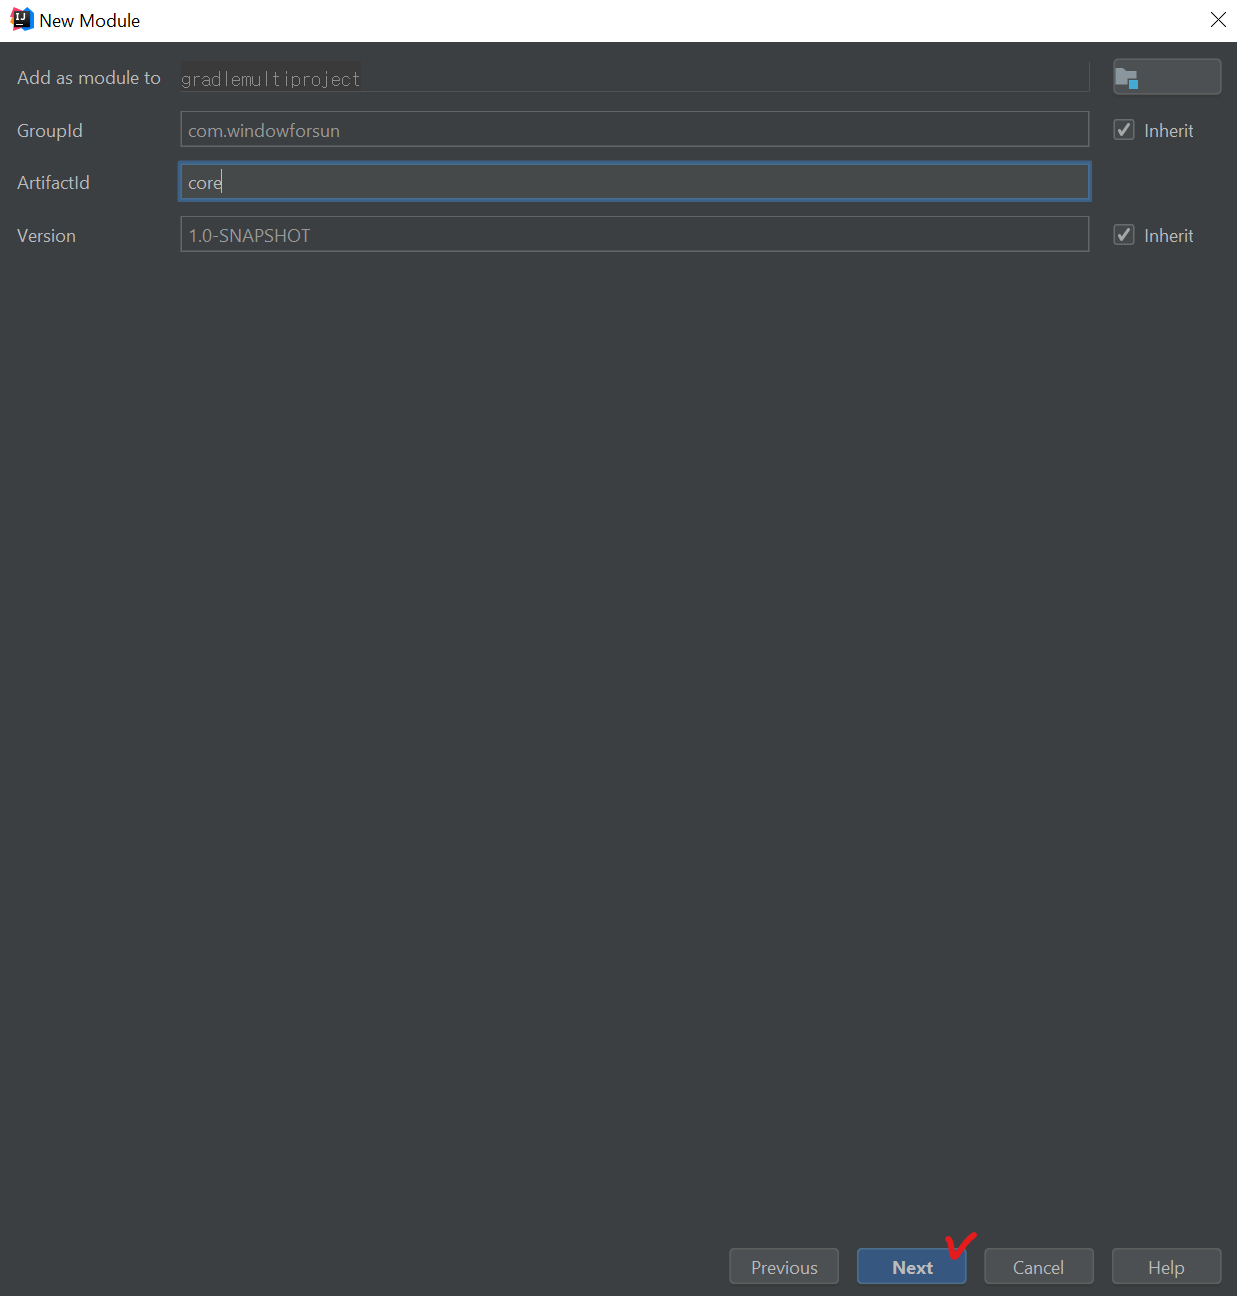 New Module
Add as module to gradlemultiproject
GroupId com.windowforsun Inherit
ArtifactId core
Version 1.0-SNAPSHOT Inherit
Previous Next Cancel Help